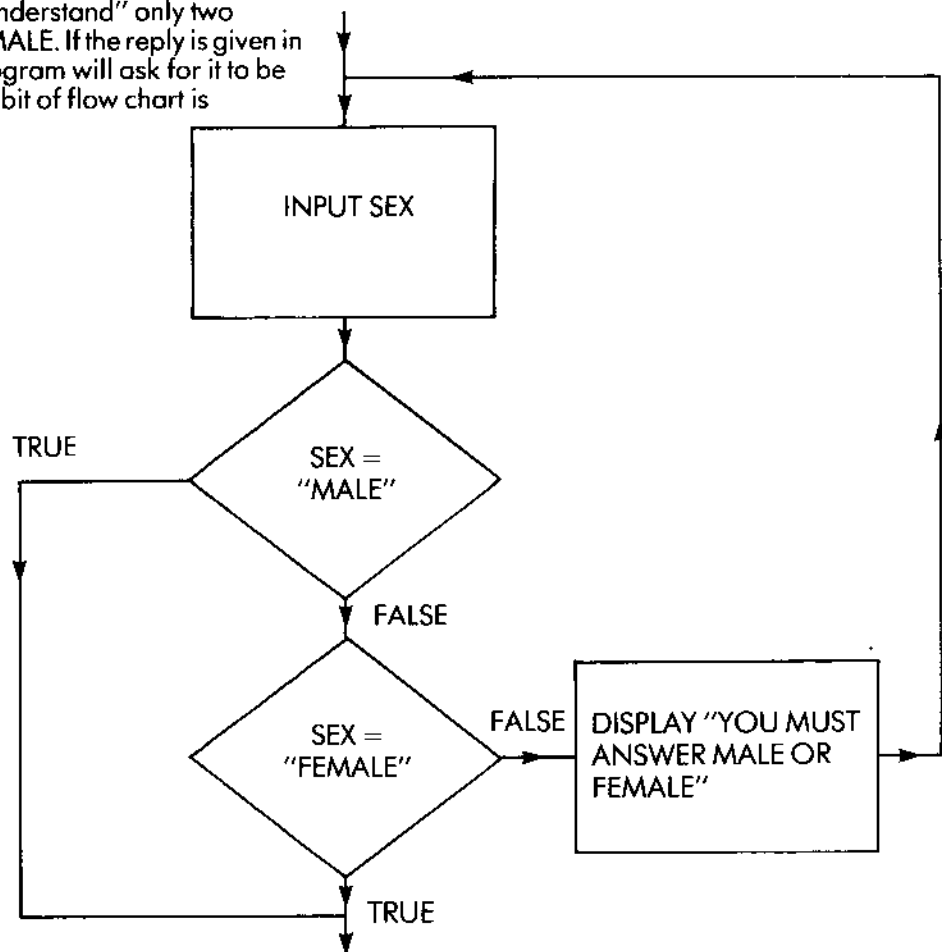 nderstand" only two
MALE. If the reply is given in
gram will ask for it to be
bit of flow chart is
INPUT SEX
TRUE
SEX =
"MALE"
FALSE
SEX =
"FEMALE"
FALSE
DISPLAY "YOU MUST
ANSWER MALE OR
FEMALE"
TRUE